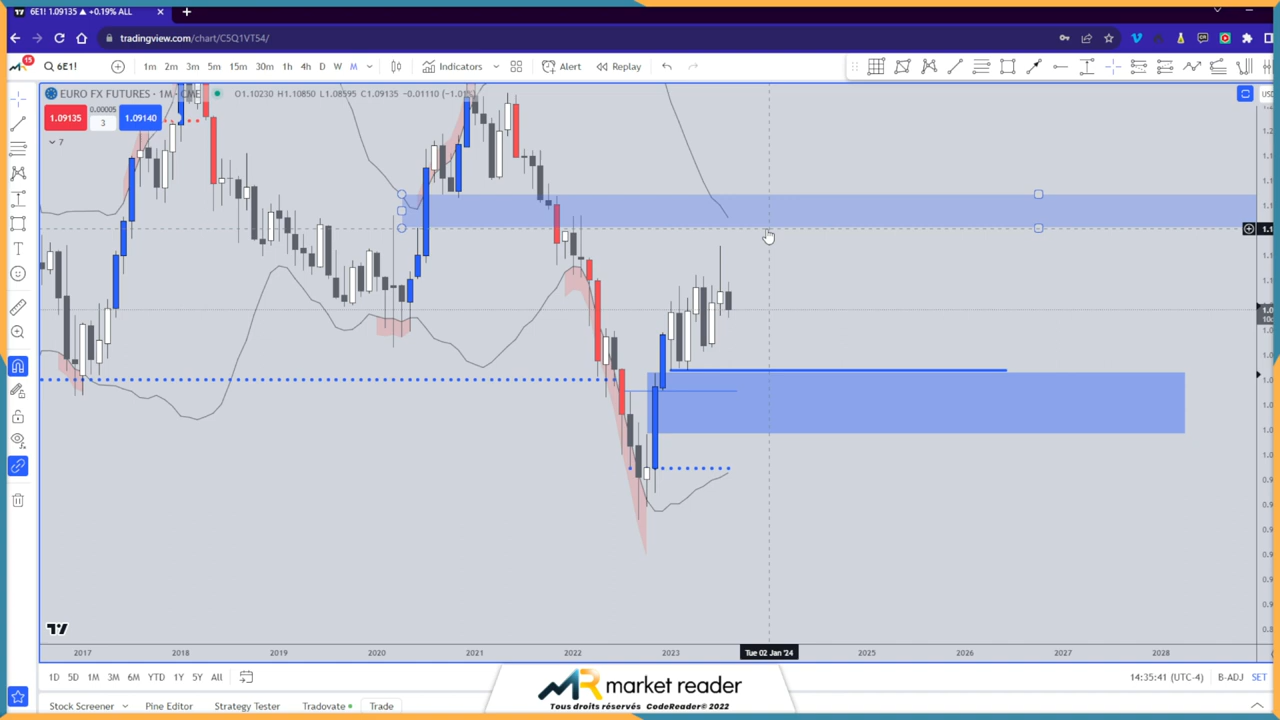 6E1! 1.09135 ▲ +0.19% ALL
tradingview.com/chart/C5Q1VT54/
15
6E1!
1m 2m 3m 5m 15m 30m 1h 4h D W M
Indicators
Alert
Replay
EURO FX FUTURES · 1M · CME
O1.10230 H1.10850 L1.08595 C1.09135 -0.01110
1.09135
0.00005
3
1.09140
7
2017 2018 2019 2020 2021 2022 2023 Tue 02 Jan '24 2025 2026 2027 2028
1D 5D 1M 3M 6M YTD 1Y 5Y All
14:35:41 (UTC-4) B-ADJ SET
Stock Screener Pine Editor Strategy Tester Tradovate Trade
market reader
Tous droits réservés CodeReader© 2022